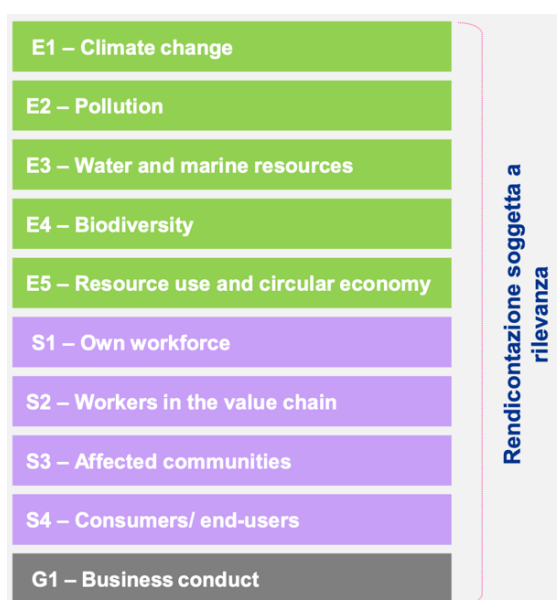 E1 – Climate change
E2 – Pollution
E3 – Water and marine resources
E4 – Biodiversity
E5 – Resource use and circular economy
S1 – Own workforce
S2 – Workers in the value chain
S3 – Affected communities
S4 – Consumers/ end-users
G1 – Business conduct
Rendicontazione soggetta a
rilevanza